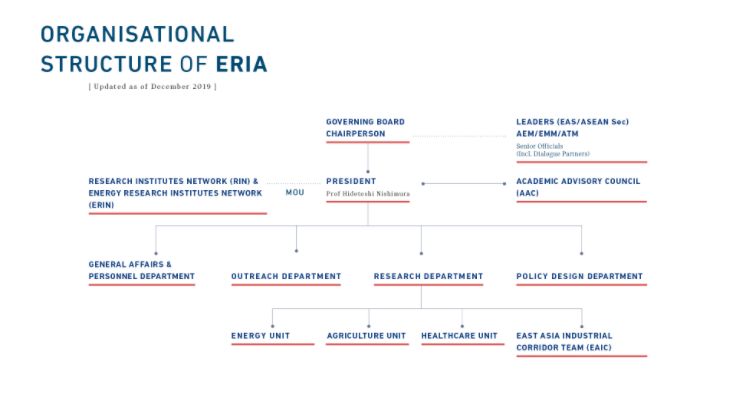 ORGANISATIONAL
STRUCTURE OF ERIA
[ Updated as of December 2019 ]
GOVERNING BOARD
CHAIRPERSON
LEADERS (EAS/ASEAN Sec)
AEM/EMM/ATM
Senior Officials
(Incl. Dialogue Partners)
RESEARCH INSTITUTES NETWORK (RIN) &
ENERGY RESEARCH INSTITUTES NETWORK
(ERIN)
MOU
PRESIDENT
Prof Hidetoshi Nishimura
ACADEMIC ADVISORY COUNCIL
(AAC)
GENERAL AFFAIRS &
PERSONNEL DEPARTMENT
OUTREACH DEPARTMENT
RESEARCH DEPARTMENT
POLICY DESIGN DEPARTMENT
ENERGY UNIT
AGRICULTURE UNIT
HEALTHCARE UNIT
EAST ASIA INDUSTRIAL
CORRIDOR TEAM (EAIC)